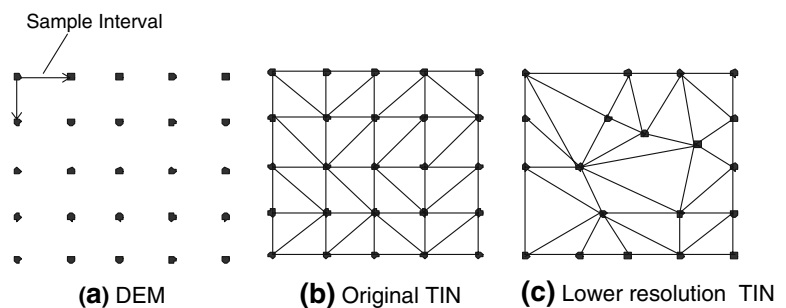 Sample Interval
(a) DEM
(b) Original TIN
(c) Lower resolution TIN